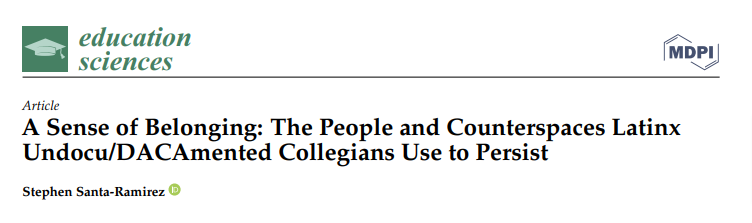 education
sciences
MDPI
Article
A Sense of Belonging: The People and Counterspaces Latinx
Undocu/DACAmented Collegians Use to Persist
Stephen Santa-Ramirez iD